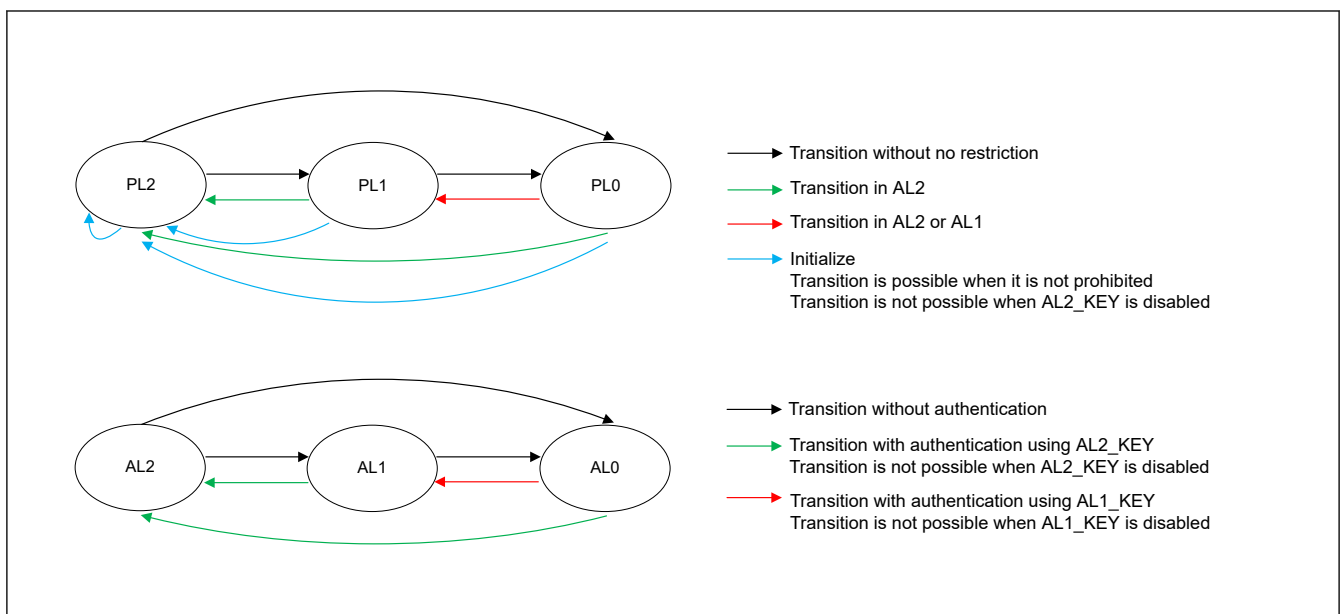 PL2
PL1
PL0
Transition without no restriction
Transition in AL2
Transition in AL2 or AL1
Initialize
Transition is possible when it is not prohibited
Transition is not possible when AL2_KEY is disabled
AL2
AL1
AL0
Transition without authentication
Transition with authentication using AL2_KEY
Transition is not possible when AL2_KEY is disabled
Transition with authentication using AL1_KEY
Transition is not possible when AL1_KEY is disabled